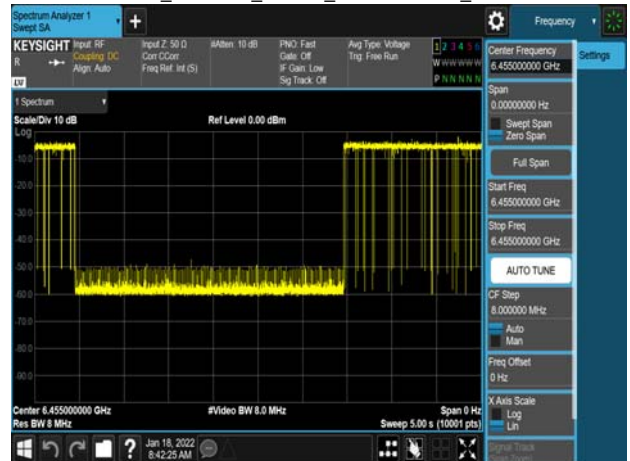 Spectrum Analyzer 1
Swept SA
+
Frequency
KEYSIGHT
Input: RF
Coupling: DC
Align: Auto
Input Z: 50 Ω
Corr CCorr
Freq Ref: Int (S)
#Atten: 10 dB
PNO: Fast
Gate: Off
IF Gain: Low
Sig Track: Off
Avg Type: Voltage
Trig: Free Run
1 2 3 4 5 6
W W W W W W
P N N N N N
R
LXI
Center Frequency
6.455000000 GHz
Settings
Span
0.00000000 Hz
Swept Span
Zero Span
Full Span
Start Freq
6.455000000 GHz
Stop Freq
6.455000000 GHz
AUTO TUNE
CF Step
8.000000 MHz
Auto
Man
Freq Offset
0 Hz
X Axis Scale
Log
Lin
Signal Track
(Span Zoom)
1 Spectrum
Scale/Div 10 dB
Ref Level 0.00 dBm
Log
-10.0
-20.0
-30.0
-40.0
-50.0
-60.0
-70.0
-80.0
-90.0
Center 6.455000000 GHz
#Video BW 8.0 MHz
Span 0 Hz
Res BW 8 MHz
Sweep 5.00 s (10001 pts)
?
Jan 18, 2022
8:42:25 AM